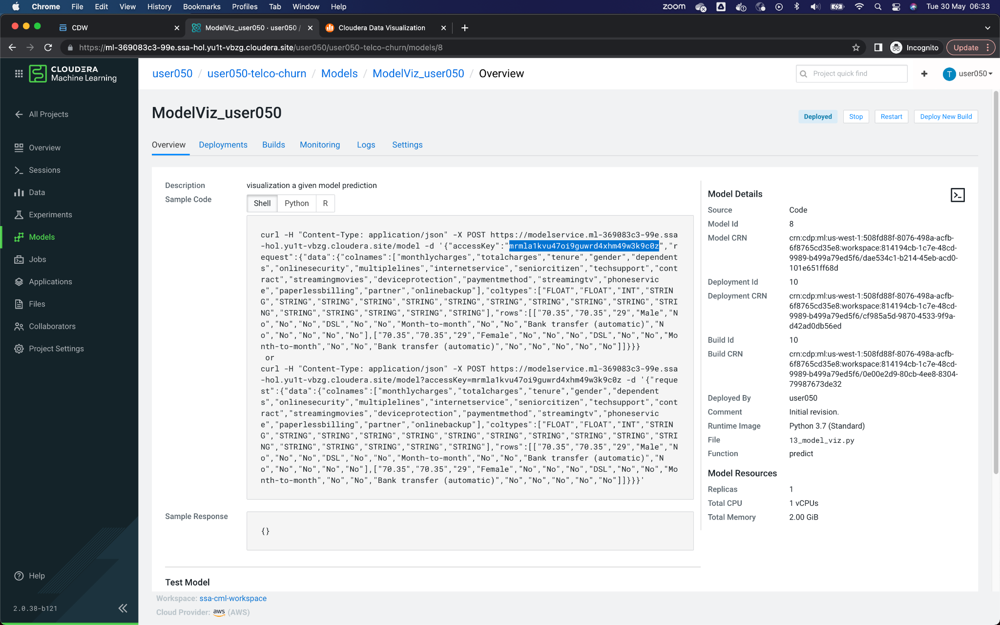 Chrome File Edit View History Bookmarks Profiles Tab Window Help zoom Tue 30 May 06:33
CDW ModelViz_user050 · user050 / Cloudera Data Visualization
https://ml-369083c3-99e.ssa-hol.yu1t-vbzg.cloudera.site/user050/user050-telco-churn/models/8 Incognito Update
CLOUDERA
Machine Learning
user050 / user050-telco-churn / Models / ModelViz_user050 / Overview
Project quick find
T user050
All Projects
Overview
Sessions
Data
Experiments
Models
Jobs
Applications
Files
Collaborators
Project Settings
Help
2.0.38-b121
ModelViz_user050
Deployed Stop Restart Deploy New Build
Overview Deployments Builds Monitoring Logs Settings
Description visualization a given model prediction
Sample Code
Shell Python R
curl -H "Content-Type: application/json" -X POST https://modelservice.ml-369083c3-99e.ssa
-hol.yu1t-vbzg.cloudera.site/model -d '{"accessKey":"mrmla1kvu47oi9guwrd4xhm49w3k9c0z","r
equest":{"data":{"colnames":["monthlycharges","totalcharges","tenure","gender","dependent
s","onlinesecurity","multiplelines","internetservice","seniorcitizen","techsupport","cont
ract","streamingmovies","deviceprotection","paymentmethod","streamingtv","phoneservic
e","paperlessbilling","partner","onlinebackup"],"coltypes":["FLOAT","FLOAT","INT","STRIN
G","STRING","STRING","STRING","STRING","STRING","STRING","STRING","STRING","STRING","STRI
NG","STRING","STRING","STRING","STRING","STRING"],"rows":[["70.35","70.35","29","Male","N
o","No","No","DSL","No","No","Month-to-month","No","No","Bank transfer (automatic)","N
o","No","No","No","No"],["70.35","70.35","29","Female","No","No","No","DSL","No","No","Mo
nth-to-month","No","No","Bank transfer (automatic)","No","No","No","No","No"]]}}}
or
curl -H "Content-Type: application/json" -X POST https://modelservice.ml-369083c3-99e.ssa
-hol.yu1t-vbzg.cloudera.site/model?accessKey=mrmla1kvu47oi9guwrd4xhm49w3k9c0z -d '{"reque
st":{"data":{"colnames":["monthlycharges","totalcharges","tenure","gender","dependent
s","onlinesecurity","multiplelines","internetservice","seniorcitizen","techsupport","cont
ract","streamingmovies","deviceprotection","paymentmethod","streamingtv","phoneservic
e","paperlessbilling","partner","onlinebackup"],"coltypes":["FLOAT","FLOAT","INT","STRIN
G","STRING","STRING","STRING","STRING","STRING","STRING","STRING","STRING","STRING","STRI
NG","STRING","STRING","STRING","STRING","STRING"],"rows":[["70.35","70.35","29","Male","N
o","No","No","DSL","No","No","Month-to-month","No","No","Bank transfer (automatic)","N
o","No","No","No","No"],["70.35","70.35","29","Female","No","No","No","DSL","No","No","Mo
nth-to-month","No","No","Bank transfer (automatic)","No","No","No","No","No"]]}}}'
Sample Response
{}
Test Model
Model Details
Source Code
Model Id 8
Model CRN crn:cdp:ml:us-west-1:508fd88f-8076-498a-acfb-
6f8765cd35e8:workspace:814194cb-1c7e-48cd-
9989-b499a79ed5f6/dae534c1-b214-45eb-acd0-
101e651ff68d
Deployment Id 10
Deployment CRN crn:cdp:ml:us-west-1:508fd88f-8076-498a-acfb-
6f8765cd35e8:workspace:814194cb-1c7e-48cd-
9989-b499a79ed5f6/cf985a5d-9870-4533-9f9a-
d42ad0db56ed
Build Id 10
Build CRN crn:cdp:ml:us-west-1:508fd88f-8076-498a-acfb-
6f8765cd35e8:workspace:814194cb-1c7e-48cd-
9989-b499a79ed5f6/0e00e2d9-80cb-4ee8-8304-
79987673de32
Deployed By user050
Comment Initial revision.
Runtime Image Python 3.7 (Standard)
File 13_model_viz.py
Function predict
Model Resources
Replicas 1
Total CPU 1 vCPUs
Total Memory 2.00 GiB
Workspace: ssa-cml-workspace
Cloud Provider: aws (AWS)